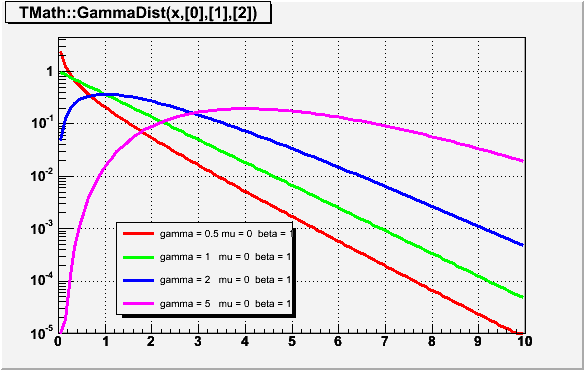 TMath::GammaDist(x,[0],[1],[2])
1
10-1
10-2
10-3
10-4
10-5
gamma = 0.5 mu = 0 beta = 1
gamma = 1 mu = 0 beta = 1
gamma = 2 mu = 0 beta = 1
gamma = 5 mu = 0 beta = 1
0 1 2 3 4 5 6 7 8 9 10